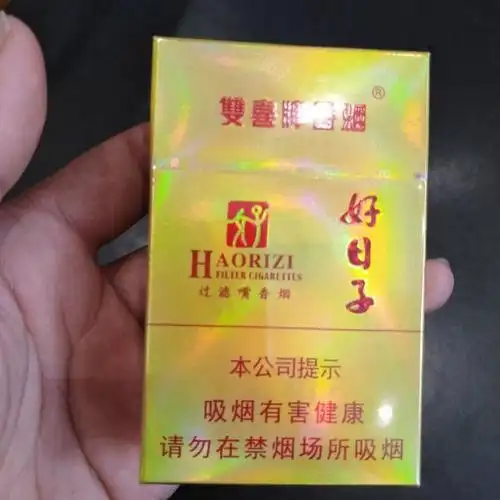 雙喜牌香煙
®
好日子
HAORIZI
FILTER CIGARETTES
过滤嘴香烟
本公司提示
吸烟有害健康
请勿在禁烟场所吸烟